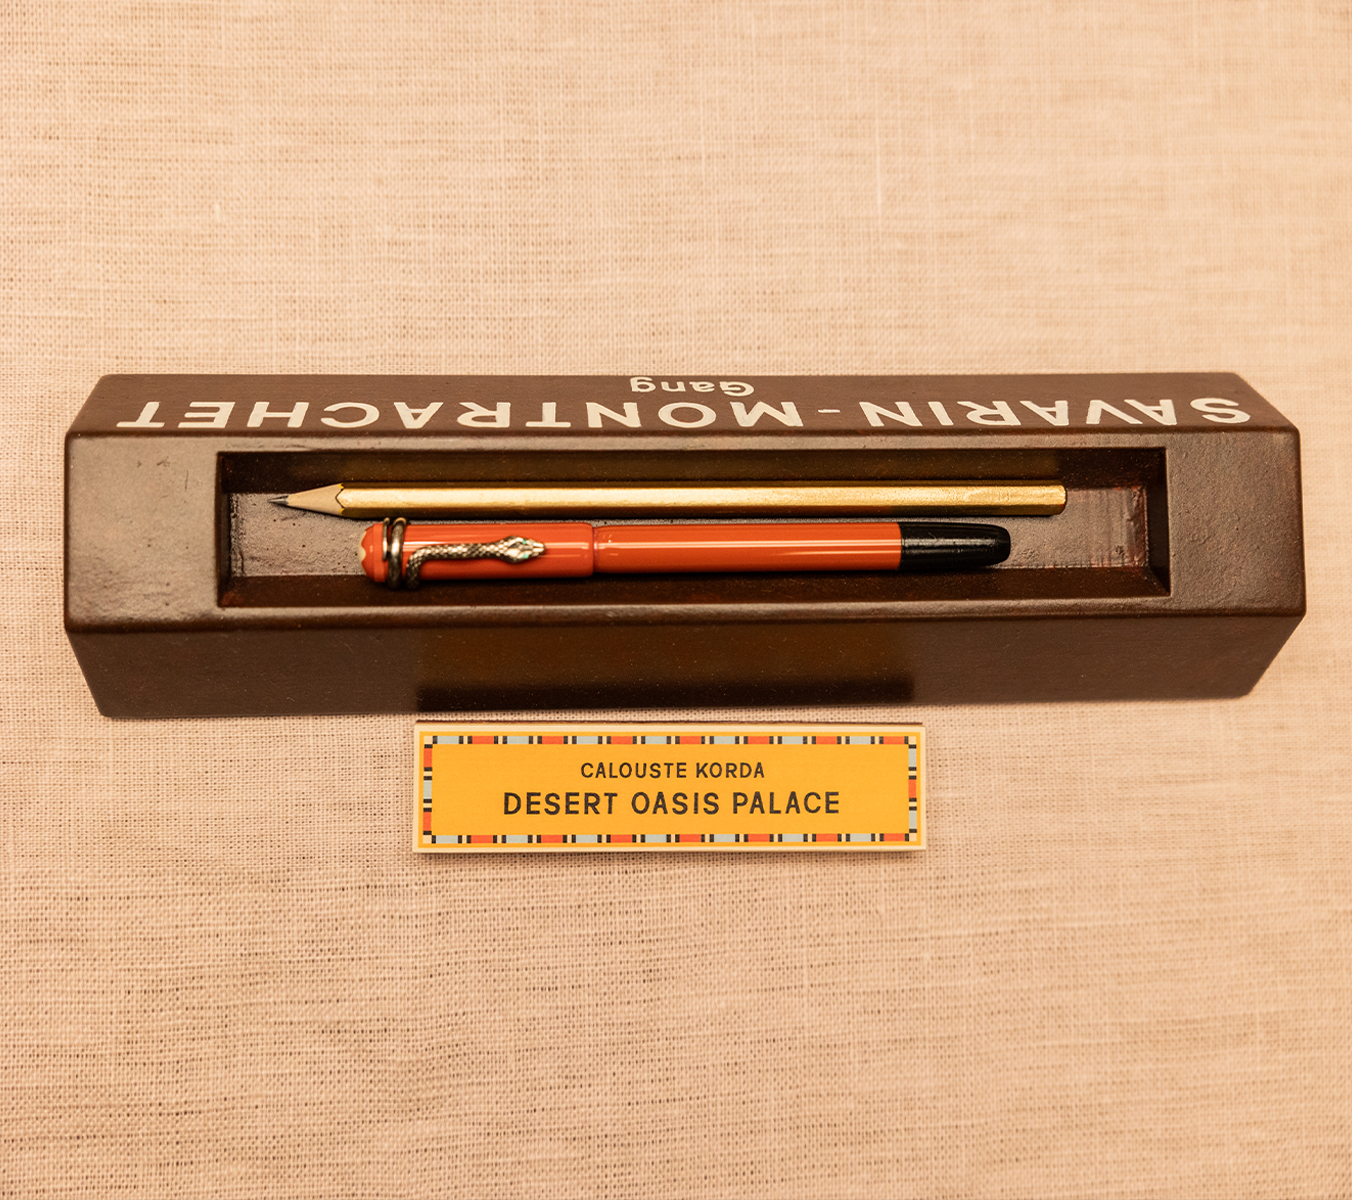 Gang
SAVARIN-MONTRACHET
CALOUSTE KORDA
DESERT OASIS PALACE